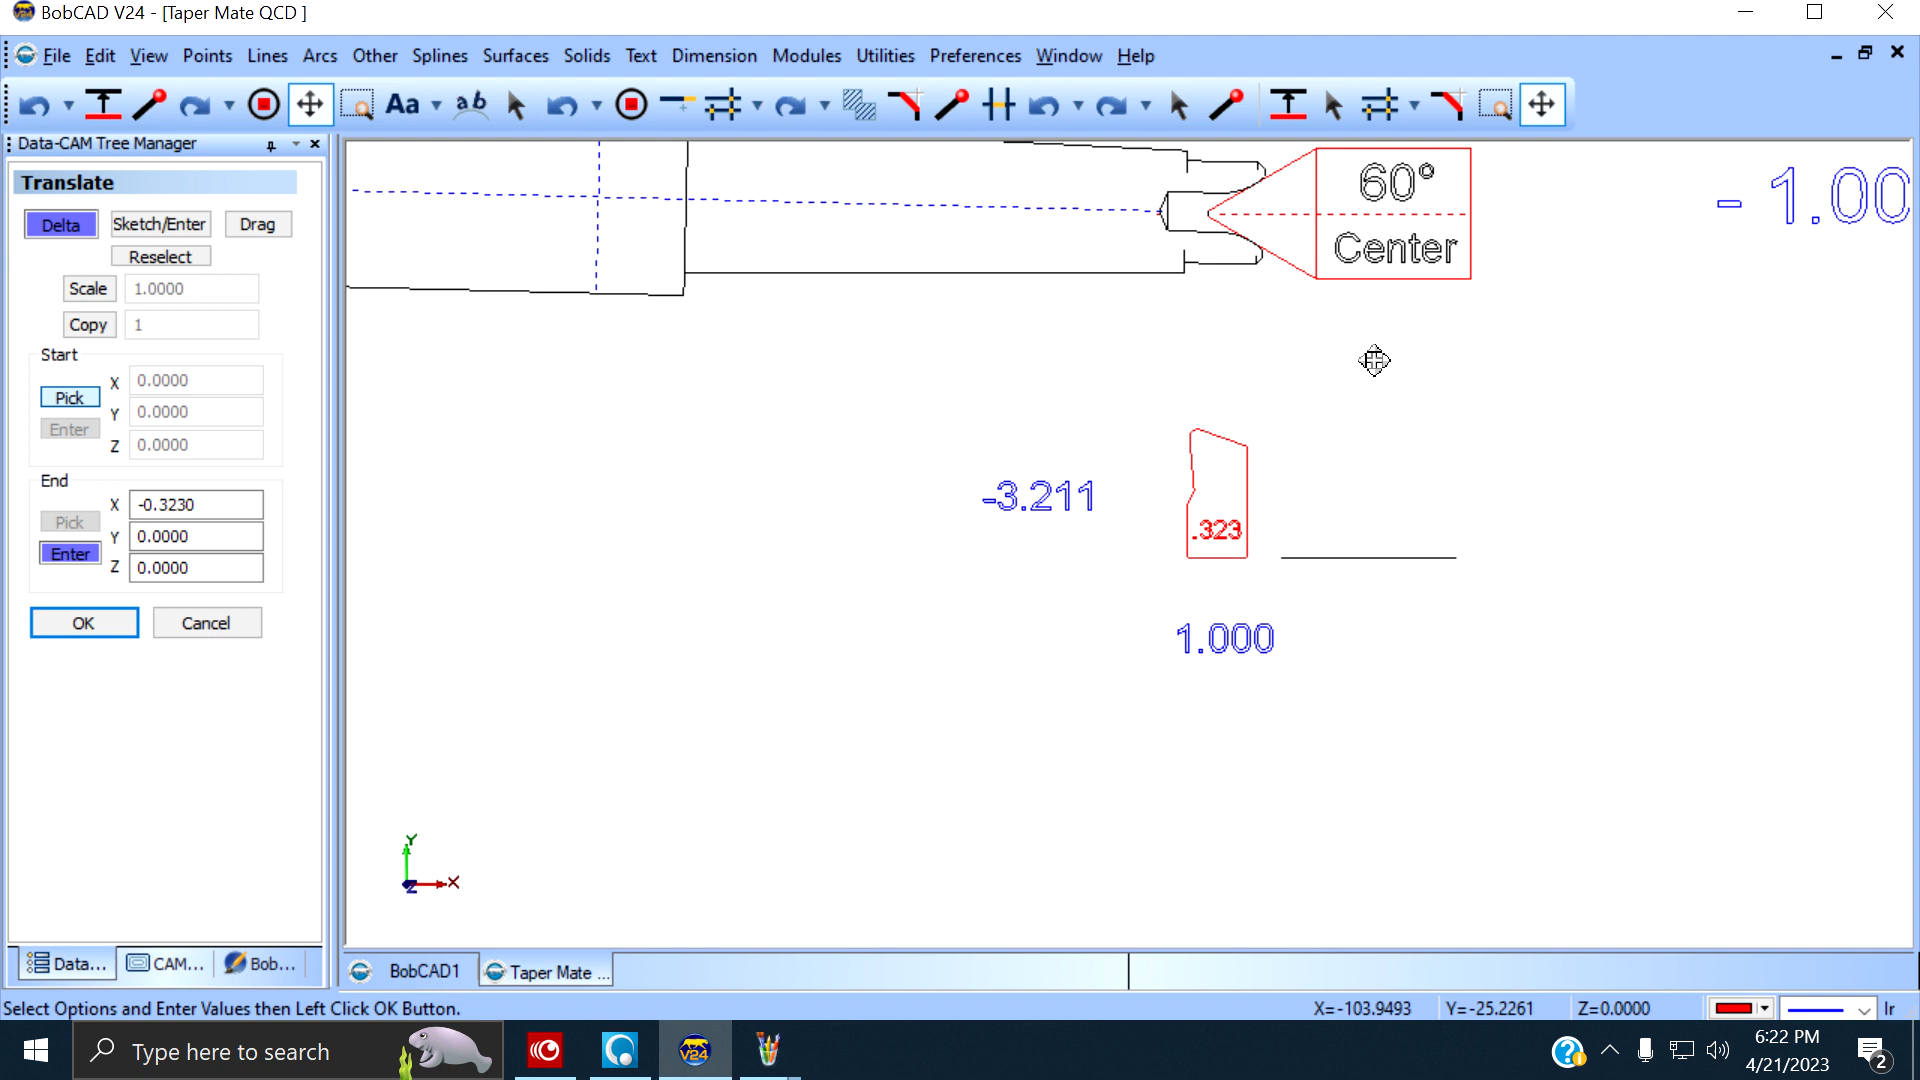 BobCAD V24 - [Taper Mate QCD ]
File Edit View Points Lines Arcs Other Splines Surfaces Solids Text Dimension Modules Utilities Preferences Window Help
Aa ab
Data-CAM Tree Manager
Translate
Delta Sketch/Enter Drag
Reselect
Scale 1.0000
Copy 1
Start
Pick X 0.0000
Y 0.0000
Enter
Z 0.0000
End
X -0.3230
Pick
Y 0.0000
Enter
Z 0.0000
OK Cancel
60°
Center
- 1.00
-3.211
.323
1.000
Y
Z X
Data... CAM... Bob...
BobCAD1 Taper Mate ...
Select Options and Enter Values then Left Click OK Button.
X=-103.9493 Y=-25.2261 Z=0.0000 Ir
Type here to search
V24
6:22 PM
4/21/2023
2